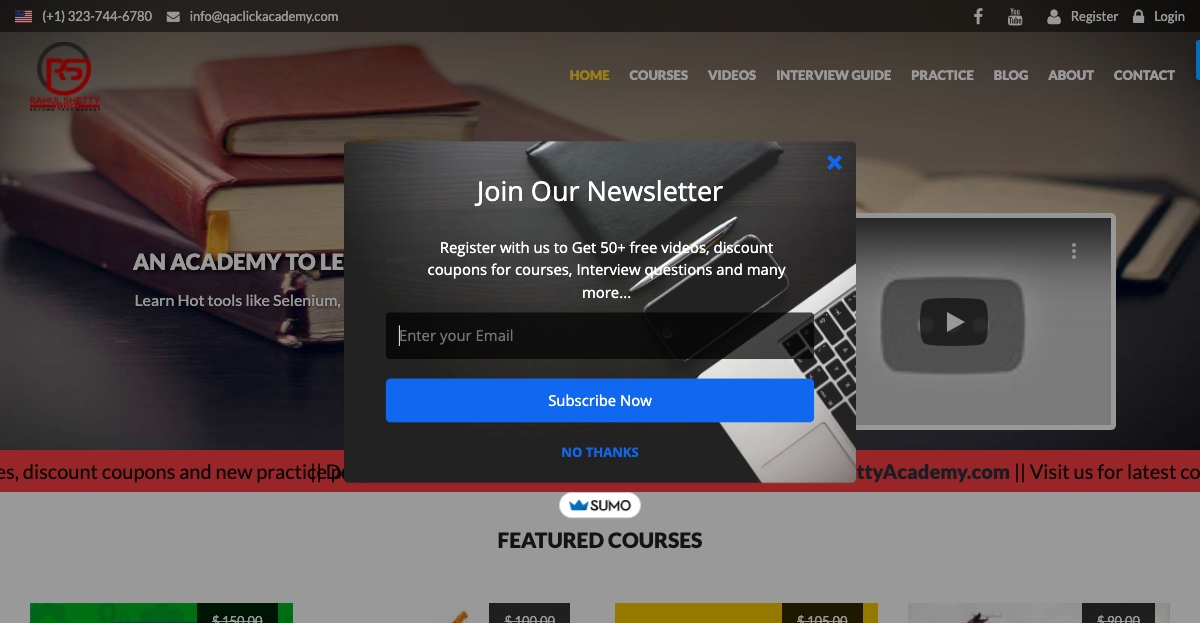 (+1) 323-744-6780 info@qaclickacademy.com Register Login
RS
RAHUL SHETTY
HOME COURSES VIDEOS INTERVIEW GUIDE PRACTICE BLOG ABOUT CONTACT
Join Our Newsletter
Register with us to Get 50+ free videos, discount
coupons for courses, Interview questions and many
more...
AN ACADEMY TO LE
Learn Hot tools like Selenium,
Enter your Email
Subscribe Now
NO THANKS
es, discount coupons and new practice ttyAcademy.com || Visit us for latest co
SUMO
FEATURED COURSES
$150.00 $100.00 $105.00 $90.00